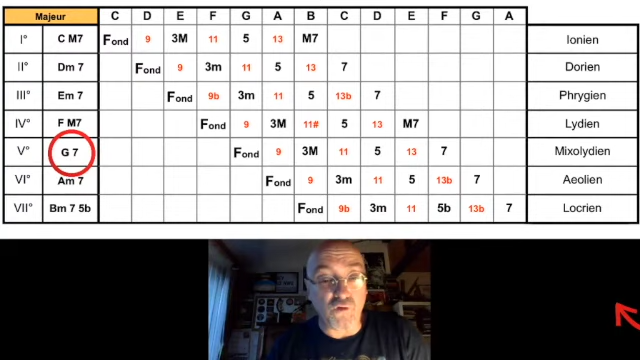 Majeur C D E F G A B C D E F G A
I° C M7 Fond 9 3M 11 5 13 M7 Ionien
II° Dm 7 Fond 9 3m 11 5 13 7 Dorien
III° Em 7 Fond 9b 3m 11 5 13b 7 Phrygien
IV° F M7 Fond 9 3M 11# 5 13 M7 Lydien
V° G 7 Fond 9 3M 11 5 13 7 Mixolydien
VI° Am 7 Fond 9 3m 11 5 13b 7 Aeolien
VII° Bm 7 5b Fond 9b 3m 11 5b 13b 7 Locrien